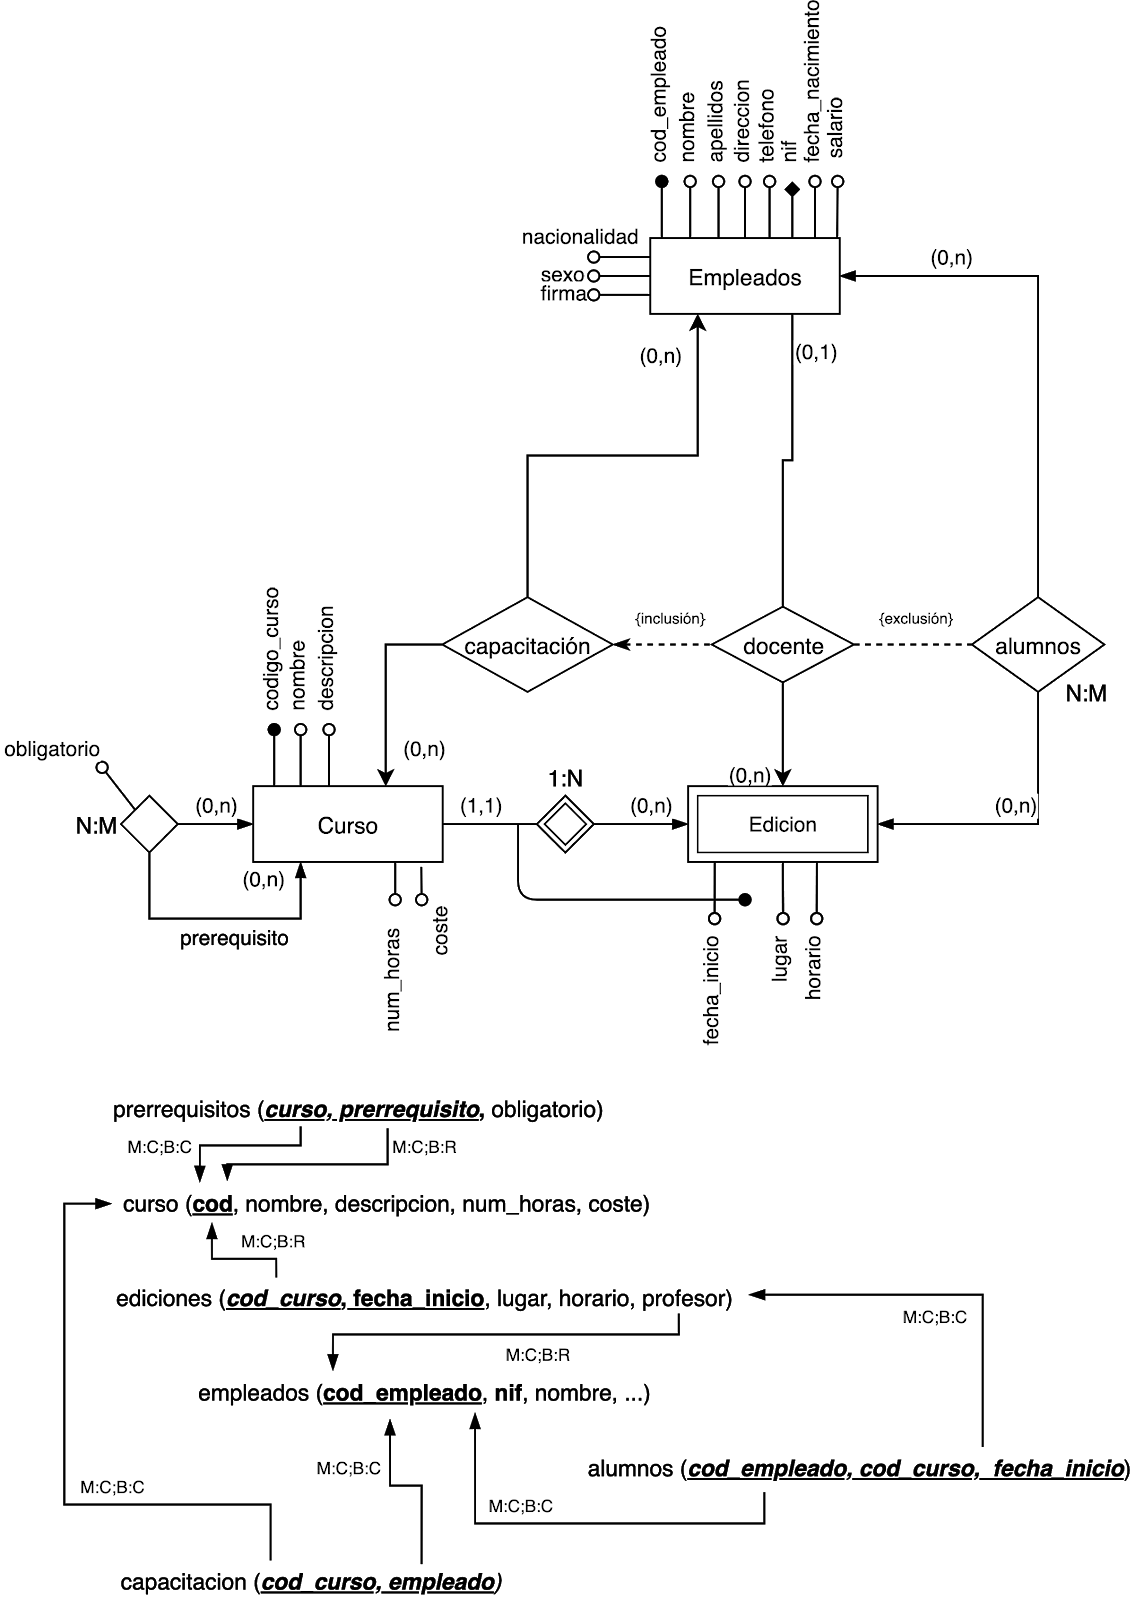 cod_empleado
nombre
apellidos
direccion
telefono
nif
fecha_nacimiento
salario
nacionalidad
sexo
firma
Empleados
(0,n)
(0,n)
(0,1)
{inclusión}
{exclusión}
capacitación
docente
alumnos
N:M
codigo_curso
nombre
descripcion
obligatorio
(0,n)
(0,n)
1:N
(0,n)
N:M
(0,n)
Curso
(1,1)
(0,n)
Edicion
(0,n)
(0,n)
prerequisito
num_horas
coste
fecha_inicio
lugar
horario
prerrequisitos (curso, prerrequisito, obligatorio)
M:C;B:C
M:C;B:R
curso (cod, nombre, descripcion, num_horas, coste)
M:C;B:R
ediciones (cod_curso, fecha_inicio, lugar, horario, profesor)
M:C;B:C
M:C;B:R
empleados (cod_empleado, nif, nombre, ...)
M:C;B:C
alumnos (cod_empleado, cod_curso, fecha_inicio)
M:C;B:C
M:C;B:C
capacitacion (cod_curso, empleado)